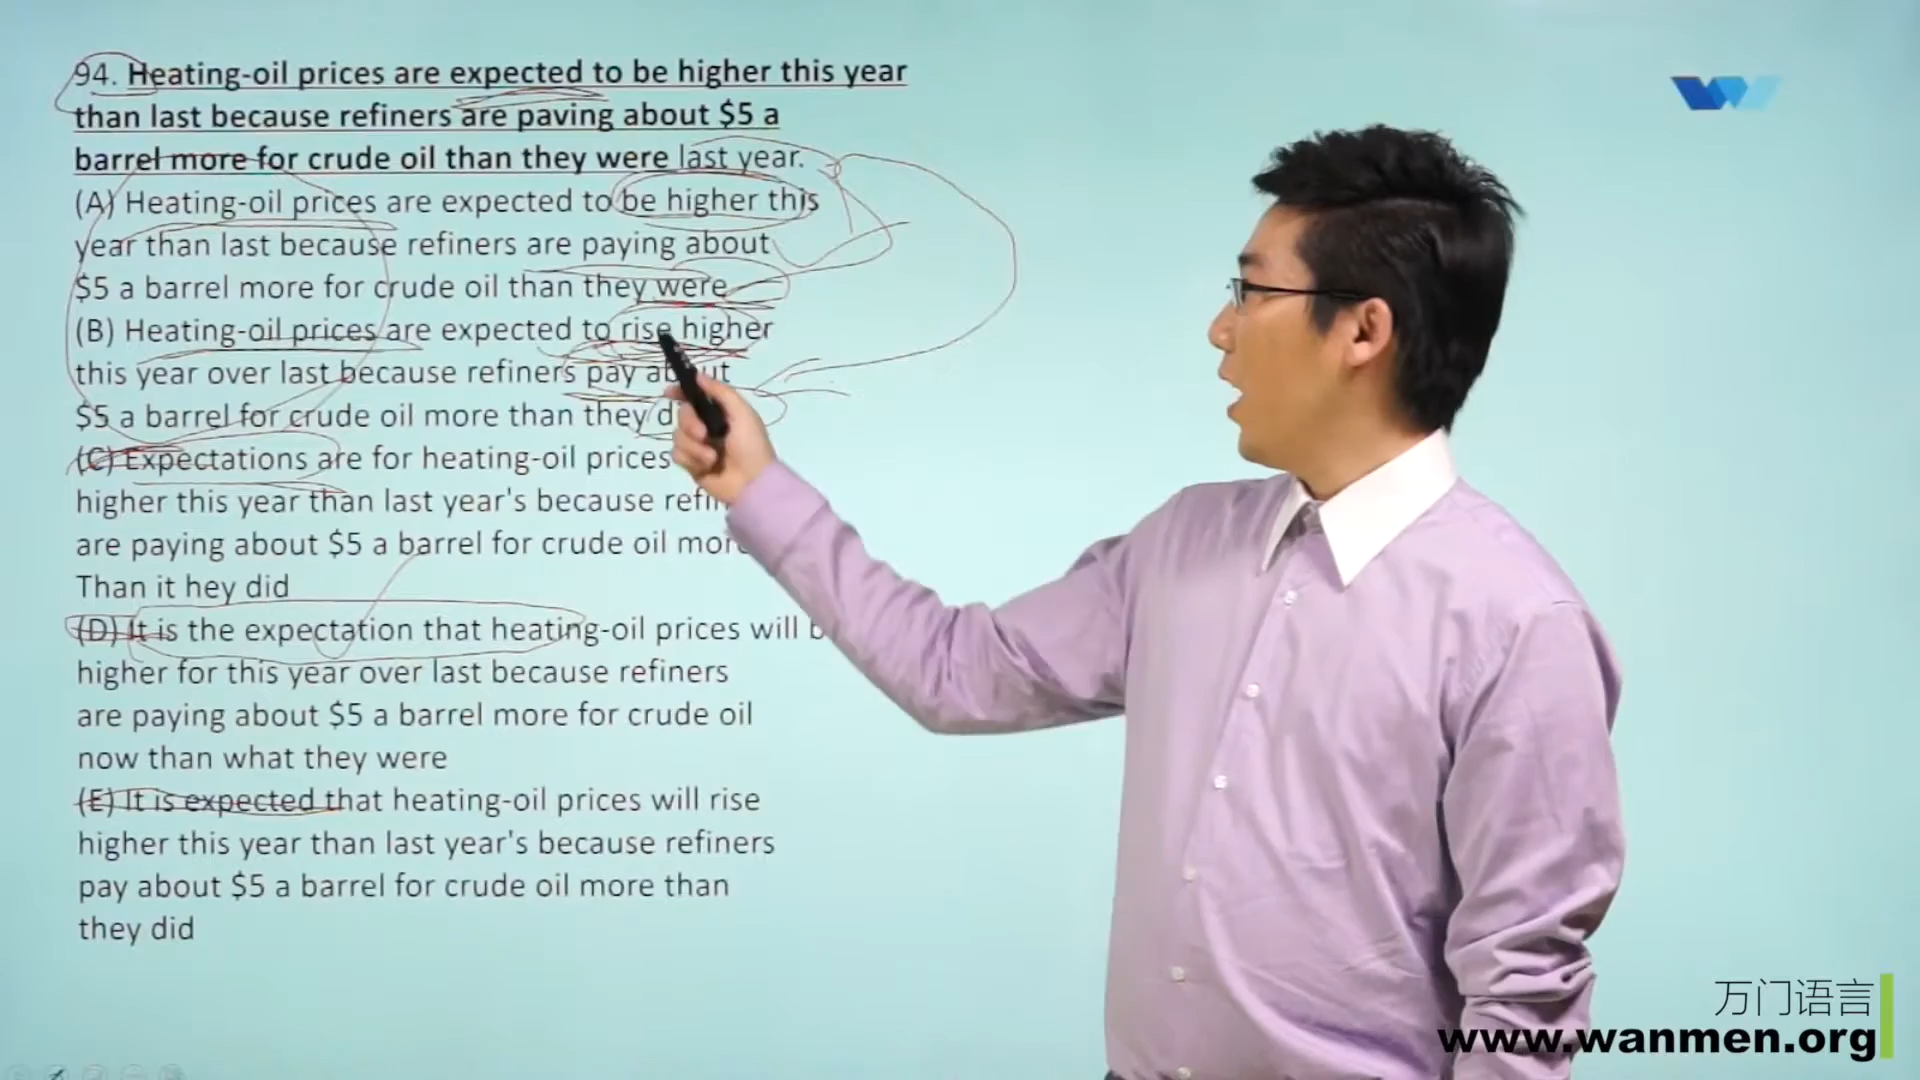 94. Heating-oil prices are expected to be higher this year
than last because refiners are paying about $5 a
barrel more for crude oil than they were last year.
(A) Heating-oil prices are expected to be higher this
year than last because refiners are paying about
$5 a barrel more for crude oil than they were
(B) Heating-oil prices are expected to rise higher
this year over last because refiners pay about
$5 a barrel for crude oil more than they
(C) Expectations are for heating-oil prices
higher this year than last year's because
are paying about $5 a barrel for crude oil more
Than it hey did
(D) It is the expectation that heating-oil prices will
higher for this year over last because refiners
are paying about $5 a barrel more for crude oil
now than what they were
(E) It is expected that heating-oil prices will rise
higher this year than last year's because refiners
pay about $5 a barrel for crude oil more than
they did
万门语言
www.wanmen.org